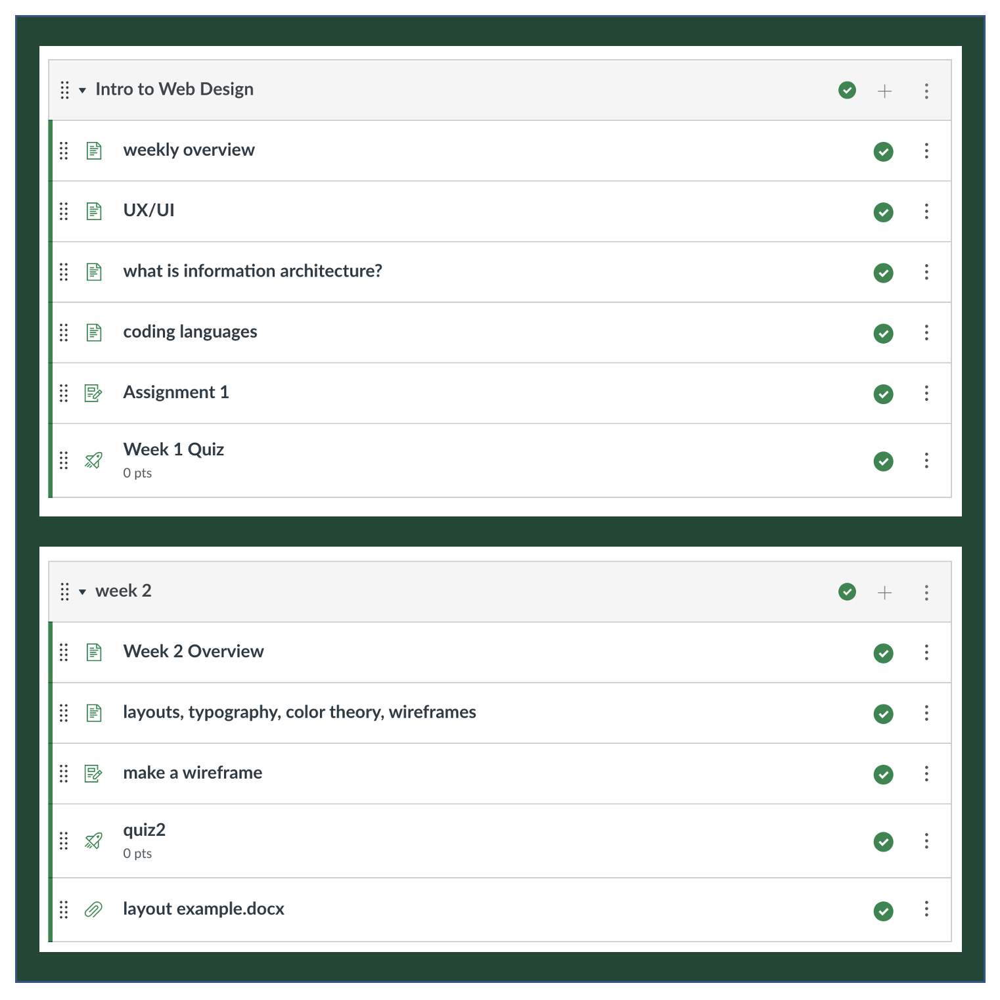 Intro to Web Design
weekly overview
UX/UI
what is information architecture?
coding languages
Assignment 1
Week 1 Quiz
0 pts
week 2
Week 2 Overview
layouts, typography, color theory, wireframes
make a wireframe
quiz2
0 pts
layout example.docx